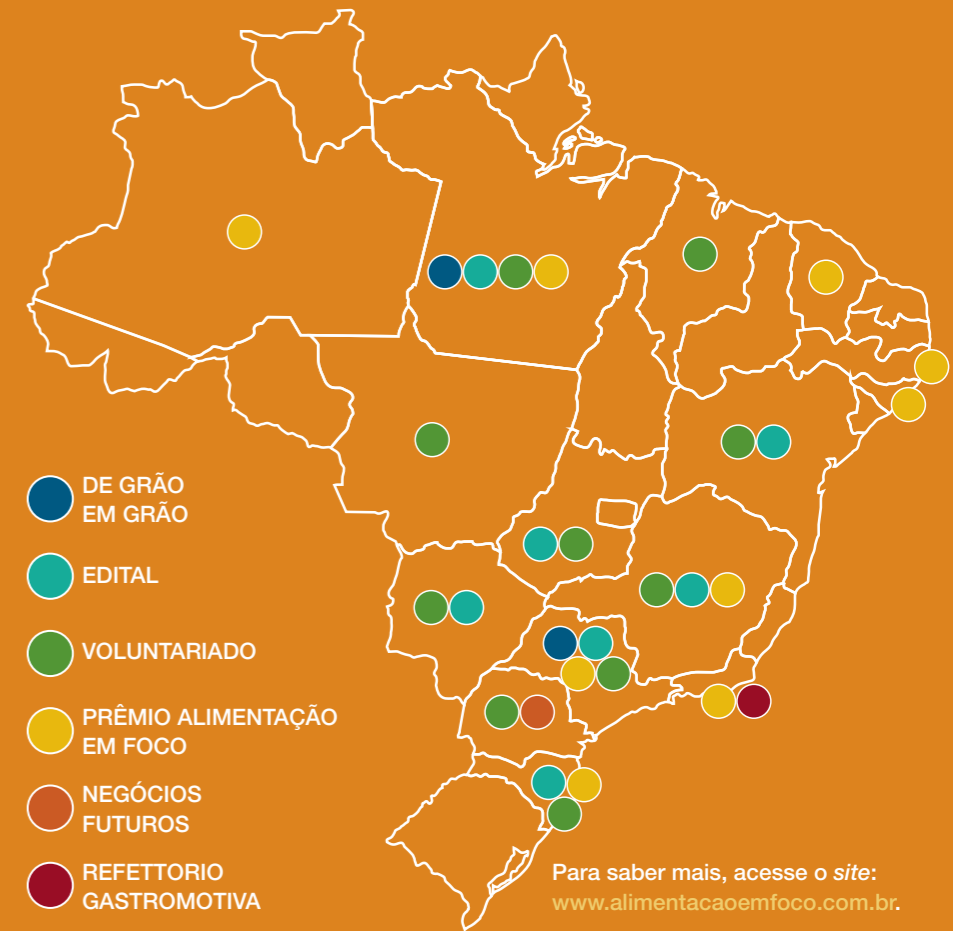 DE GRÃO
EM GRÃO
EDITAL
VOLUNTARIADO
PRÊMIO ALIMENTAÇÃO
EM FOCO
NEGÓCIOS
FUTUROS
REFETTORIO
GASTROMOTIVA
Para saber mais, acesse o site:
www.alimentacaoemfoco.com.br.